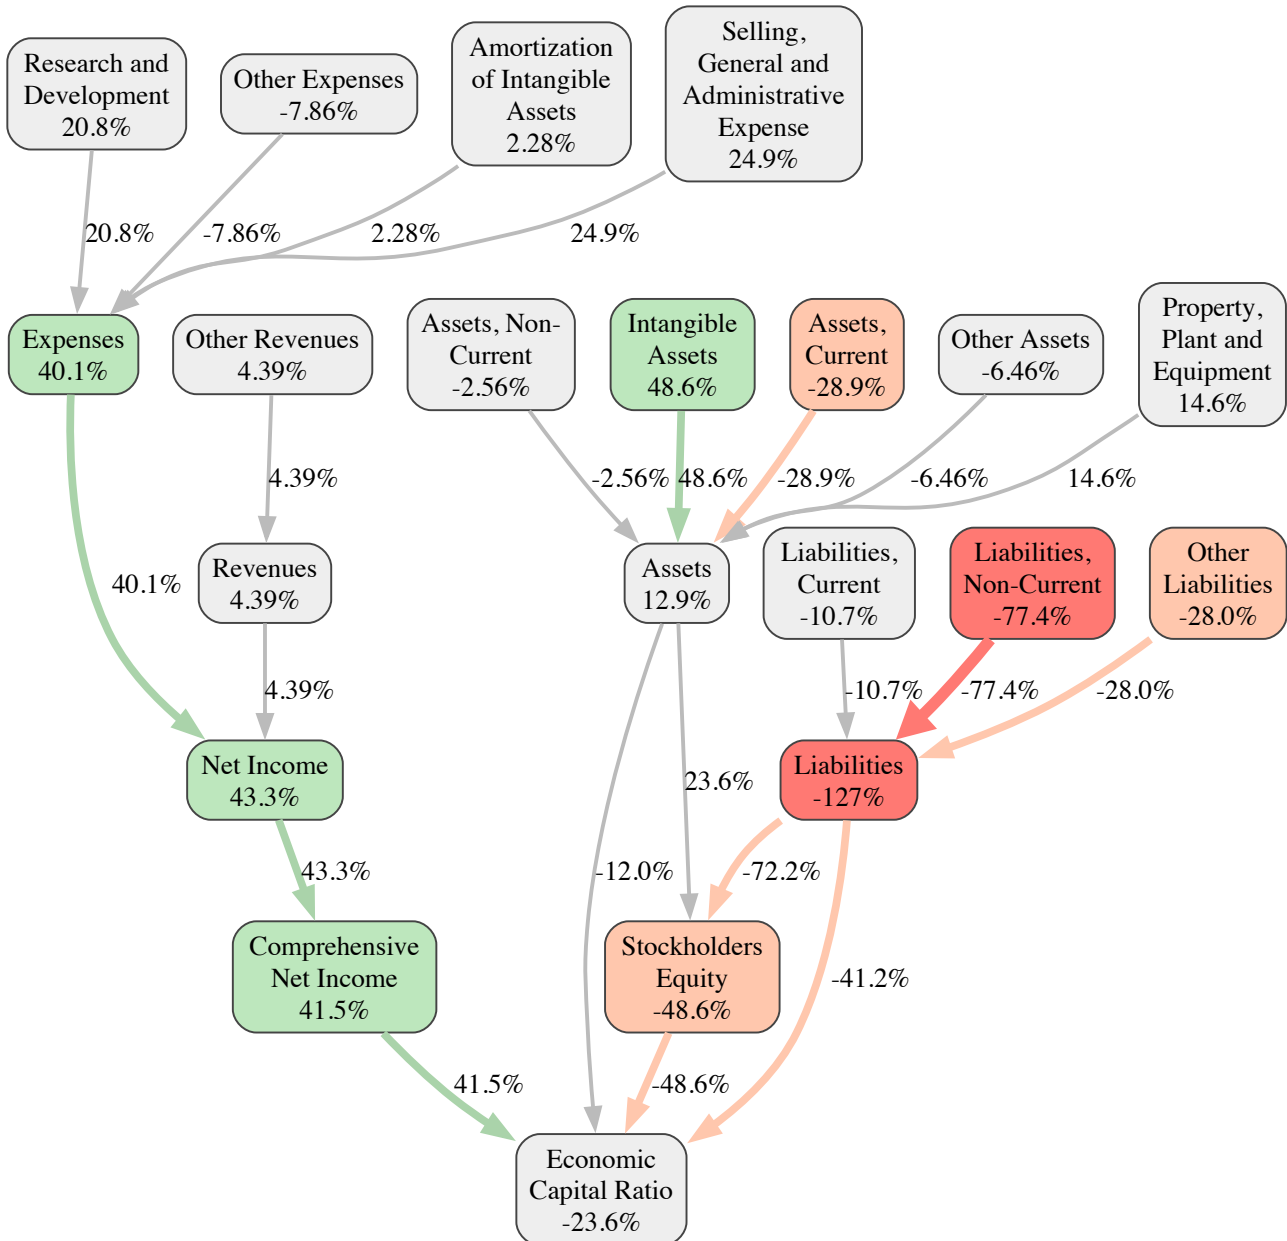 Research and
Development
20.8%
Other Expenses
-7.86%
Amortization
of Intangible
Assets
2.28%
Selling,
General and
Administrative
Expense
24.9%
20.8%
-7.86%
2.28%
24.9%
Expenses
40.1%
Other Revenues
4.39%
Assets, Non-
Current
-2.56%
Intangible
Assets
48.6%
Assets,
Current
-28.9%
Other Assets
-6.46%
Property,
Plant and
Equipment
14.6%
4.39%
-2.56%
48.6%
-28.9%
-6.46%
14.6%
40.1%
Revenues
4.39%
Assets
12.9%
Liabilities,
Current
-10.7%
Liabilities,
Non-Current
-77.4%
Other
Liabilities
-28.0%
4.39%
-10.7%
-77.4%
-28.0%
Net Income
43.3%
23.6%
Liabilities
-127%
43.3%
-12.0%
-72.2%
Comprehensive
Net Income
41.5%
Stockholders
Equity
-48.6%
-41.2%
41.5%
-48.6%
Economic
Capital Ratio
-23.6%